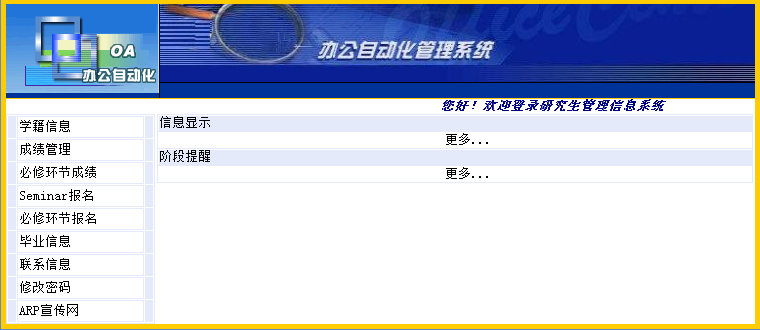 OA
办公自动化
办公自动化管理系统
您好！欢迎登录研究生管理信息系统
学籍信息
成绩管理
必修环节成绩
Seminar报名
必修环节报名
毕业信息
联系信息
修改密码
ARP宣传网
信息显示
更多...
阶段提醒
更多...